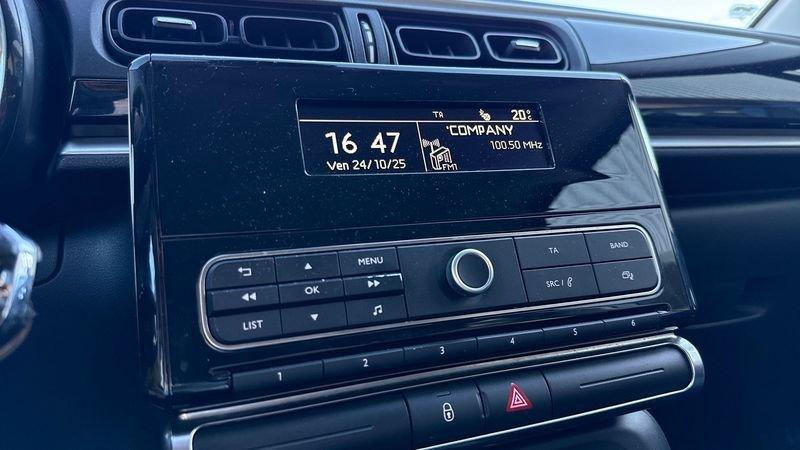 TA 20°C
16 47
'COMPANY
100.50 MHz
Ven 24/10/25
FM1
MENU
TA
BAND
OK
SRC /
LIST
1 2 3 4 5 6